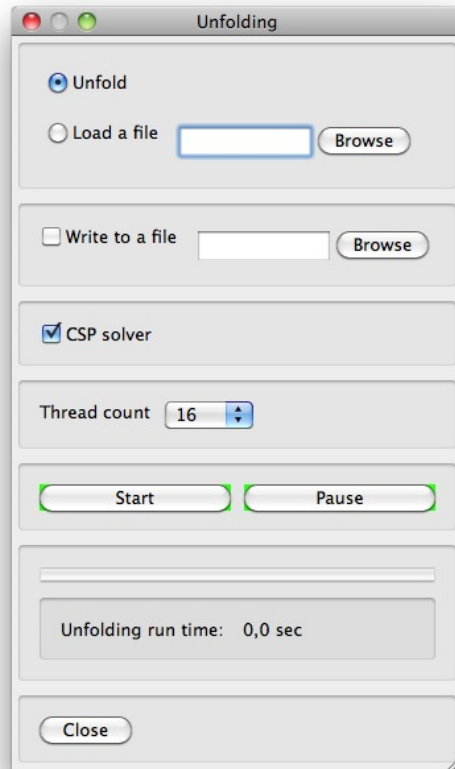 Unfolding
Unfold
Load a file Browse
Write to a file Browse
CSP solver
Thread count 16
Start Pause
Unfolding run time: 0,0 sec
Close